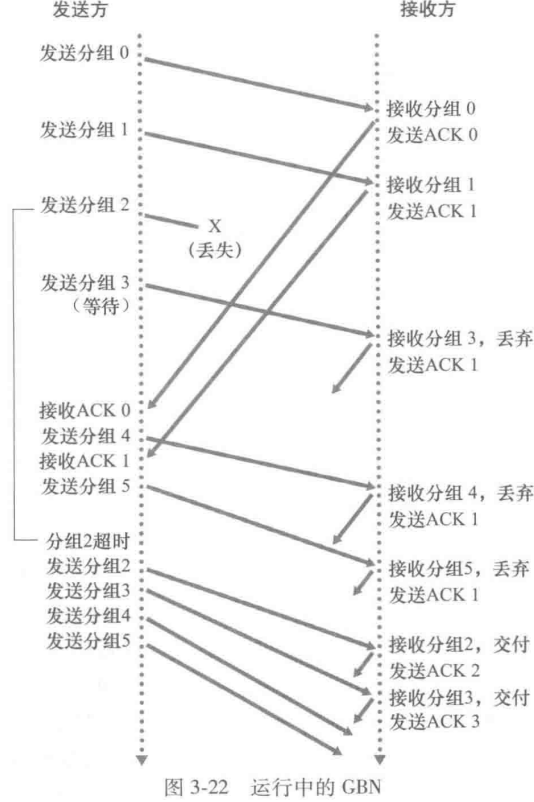 发送方
接收方
发送分组 0
接收分组 0
发送ACK 0
发送分组 1
接收分组 1
发送ACK 1
发送分组 2
X
(丢失)
发送分组 3
（等待）
接收分组 3，丢弃
发送ACK 1
接收ACK 0
发送分组 4
接收ACK 1
发送分组 5
接收分组 4，丢弃
发送ACK 1
分组2超时
发送分组2
发送分组3
发送分组4
发送分组5
接收分组5，丢弃
发送ACK 1
接收分组2，交付
发送ACK 2
接收分组3，交付
发送ACK 3
图 3-22 运行中的 GBN